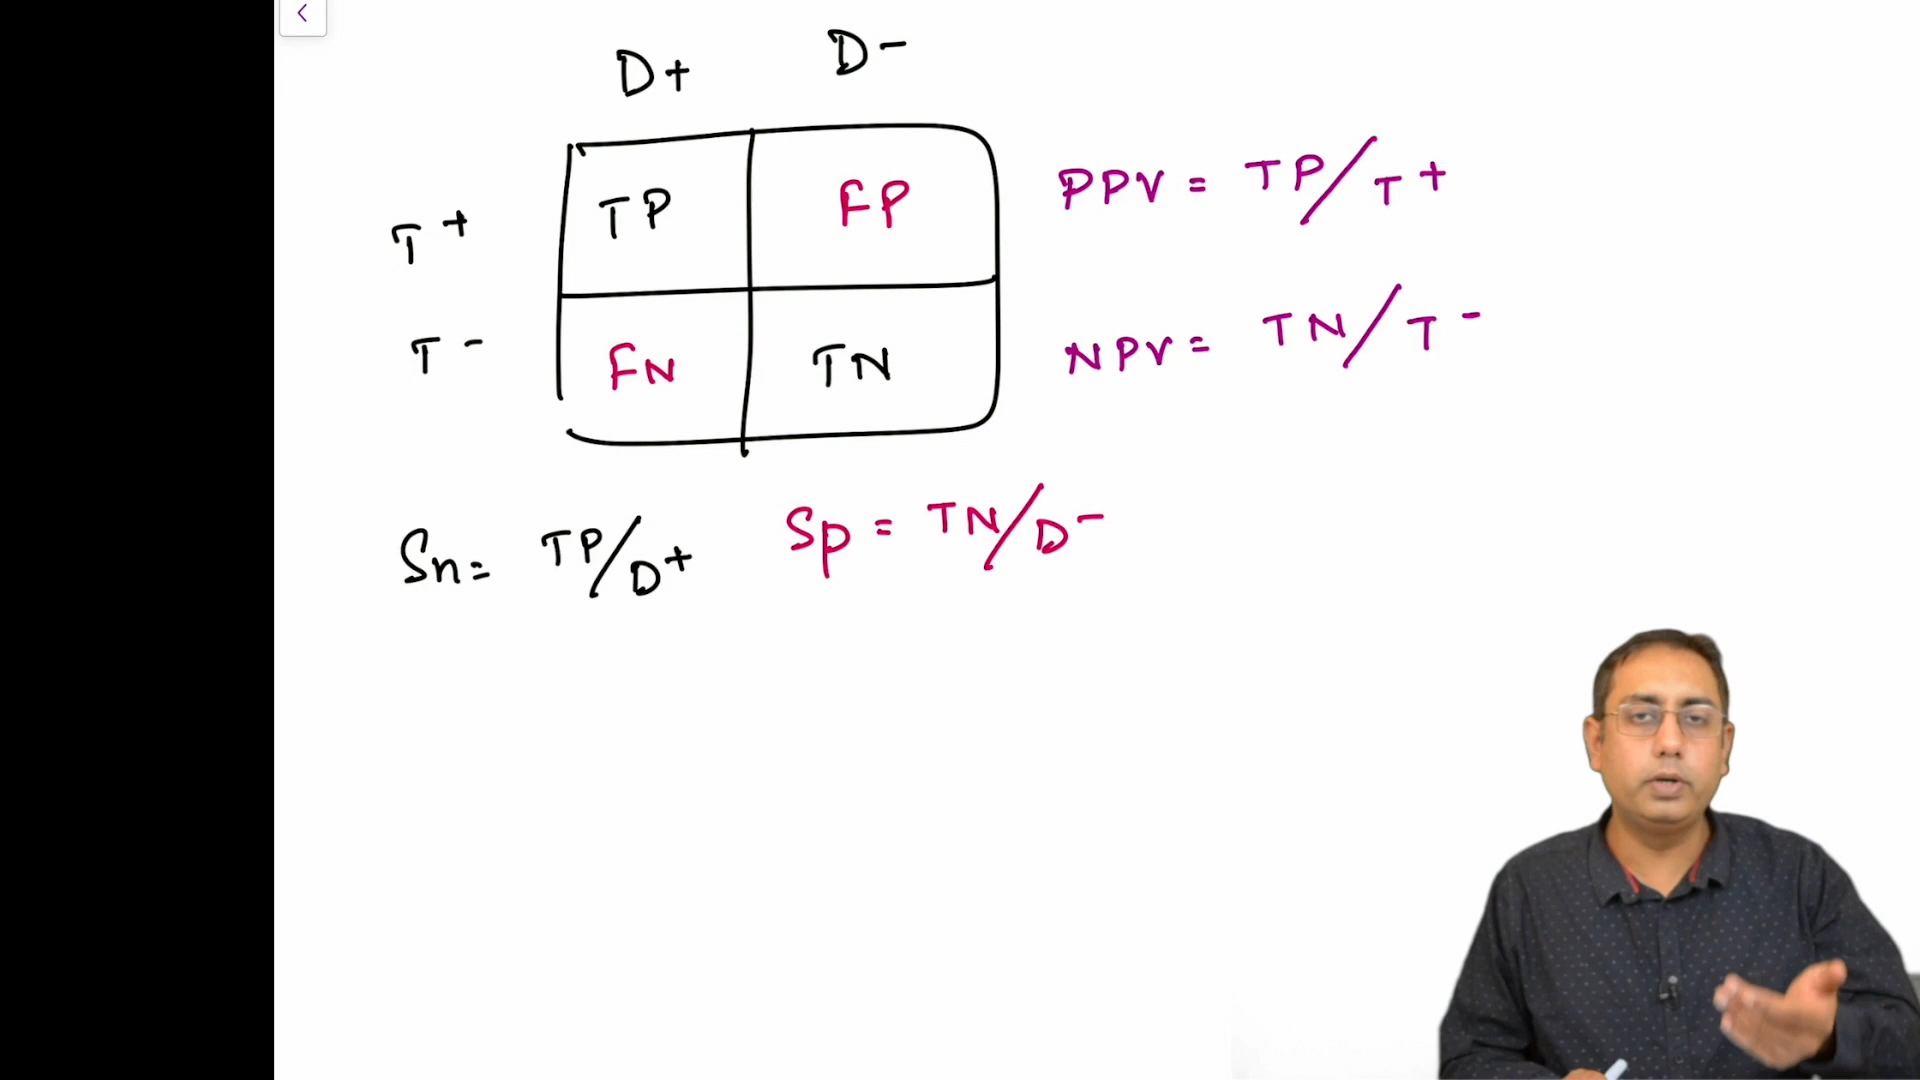 D+ D-
T+ TP FP PPV = TP/T+
T- FN TN NPV = TN/T-
Sn = TP/D+ Sp = TN/D-